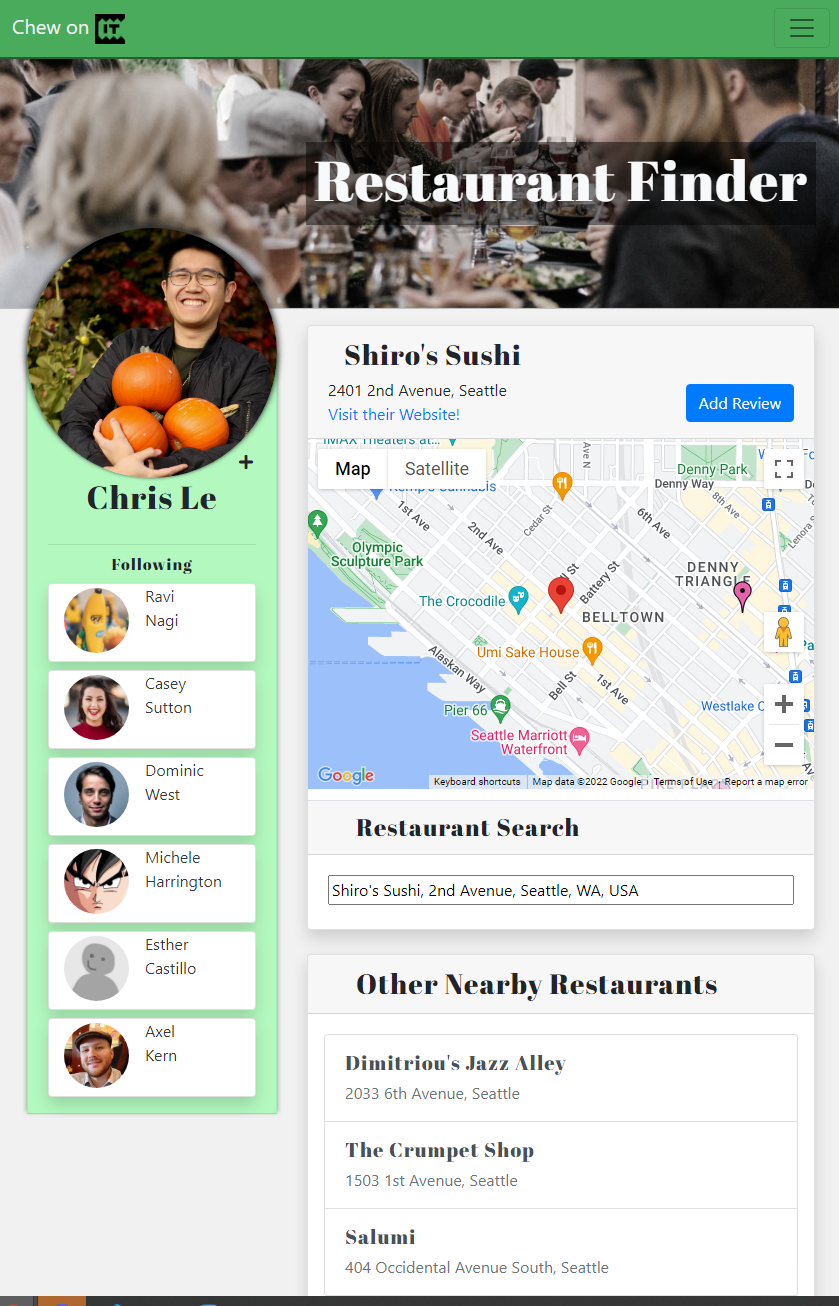 Chew on IT
Restaurant Finder
Chris Le
Following
Ravi
Nagi
Casey
Sutton
Dominic
West
Michele
Harrington
Esther
Castillo
Axel
Kern
Shiro's Sushi
2401 2nd Avenue, Seattle
Visit their Website!
Add Review
IMAX Theaters at...
Map
Satellite
Denny Park
Denny Way
1st Ave
2nd Ave
Cedar St
6th Ave
Olympic
Sculpture Park
DENNY
TRIANGLE
Battery St
The Crocodile
BELLTOWN
Umi Sake House
Alaskan Way
Bell St
1st Ave
Pier 66
Westlake
Seattle Marriott
Waterfront
Google
Keyboard shortcuts
Map data ©2022 Google
Terms of Use
Report a map error
Restaurant Search
Shiro's Sushi, 2nd Avenue, Seattle, WA, USA
Other Nearby Restaurants
Dimitriou's Jazz Alley
2033 6th Avenue, Seattle
The Crumpet Shop
1503 1st Avenue, Seattle
Salumi
404 Occidental Avenue South, Seattle